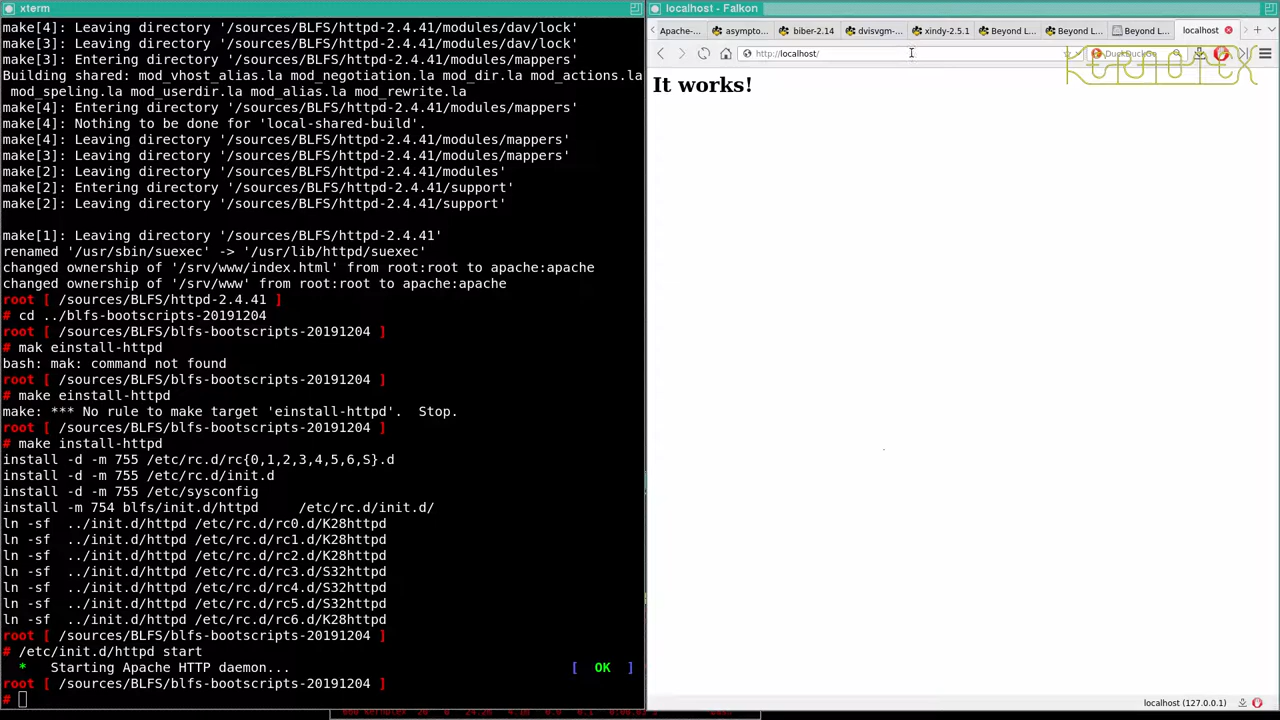 xterm
make[4]: Leaving directory '/sources/BLFS/httpd-2.4.41/modules/dav/lock'
make[3]: Leaving directory '/sources/BLFS/httpd-2.4.41/modules/dav/lock'
make[3]: Entering directory '/sources/BLFS/httpd-2.4.41/modules/mappers'
Building shared: mod_vhost_alias.la mod_negotiation.la mod_dir.la mod_actions.la
mod_speling.la mod_userdir.la mod_alias.la mod_rewrite.la
make[4]: Entering directory '/sources/BLFS/httpd-2.4.41/modules/mappers'
make[4]: Nothing to be done for 'local-shared-build'.
make[4]: Leaving directory '/sources/BLFS/httpd-2.4.41/modules/mappers'
make[3]: Leaving directory '/sources/BLFS/httpd-2.4.41/modules/mappers'
make[2]: Leaving directory '/sources/BLFS/httpd-2.4.41/modules'
make[2]: Entering directory '/sources/BLFS/httpd-2.4.41/support'
make[2]: Leaving directory '/sources/BLFS/httpd-2.4.41/support'
make[1]: Leaving directory '/sources/BLFS/httpd-2.4.41'
renamed '/usr/sbin/suexec' -> '/usr/lib/httpd/suexec'
changed ownership of '/srv/www/index.html' from root:root to apache:apache
changed ownership of '/srv/www' from root:root to apache:apache
root [ /sources/BLFS/httpd-2.4.41 ]
# cd ../blfs-bootscripts-20191204
root [ /sources/BLFS/blfs-bootscripts-20191204 ]
# mak einstall-httpd
bash: mak: command not found
root [ /sources/BLFS/blfs-bootscripts-20191204 ]
# make einstall-httpd
make: *** No rule to make target 'einstall-httpd'.  Stop.
root [ /sources/BLFS/blfs-bootscripts-20191204 ]
# make install-httpd
install -d -m 755 /etc/rc.d/rc{0,1,2,3,4,5,6,S}.d
install -d -m 755 /etc/rc.d/init.d
install -d -m 755 /etc/sysconfig
install -m 754 blfs/init.d/httpd     /etc/rc.d/init.d/
ln -sf  ../init.d/httpd /etc/rc.d/rc0.d/K28httpd
ln -sf  ../init.d/httpd /etc/rc.d/rc1.d/K28httpd
ln -sf  ../init.d/httpd /etc/rc.d/rc2.d/K28httpd
ln -sf  ../init.d/httpd /etc/rc.d/rc3.d/S32httpd
ln -sf  ../init.d/httpd /etc/rc.d/rc4.d/S32httpd
ln -sf  ../init.d/httpd /etc/rc.d/rc5.d/S32httpd
ln -sf  ../init.d/httpd /etc/rc.d/rc6.d/K28httpd
root [ /sources/BLFS/blfs-bootscripts-20191204 ]
# /etc/init.d/httpd start
*   Starting Apache HTTP daemon...                                   [  OK  ]
root [ /sources/BLFS/blfs-bootscripts-20191204 ]
#
localhost - Falkon
Apache-... asympto... biber-2.14 dvisvgm-... xindy-2.5.1 Beyond L... Beyond L... Beyond L... localhost
http://localhost/ DuckDuckGo
KERNOTEX
It works!
localhost (127.0.0.1)